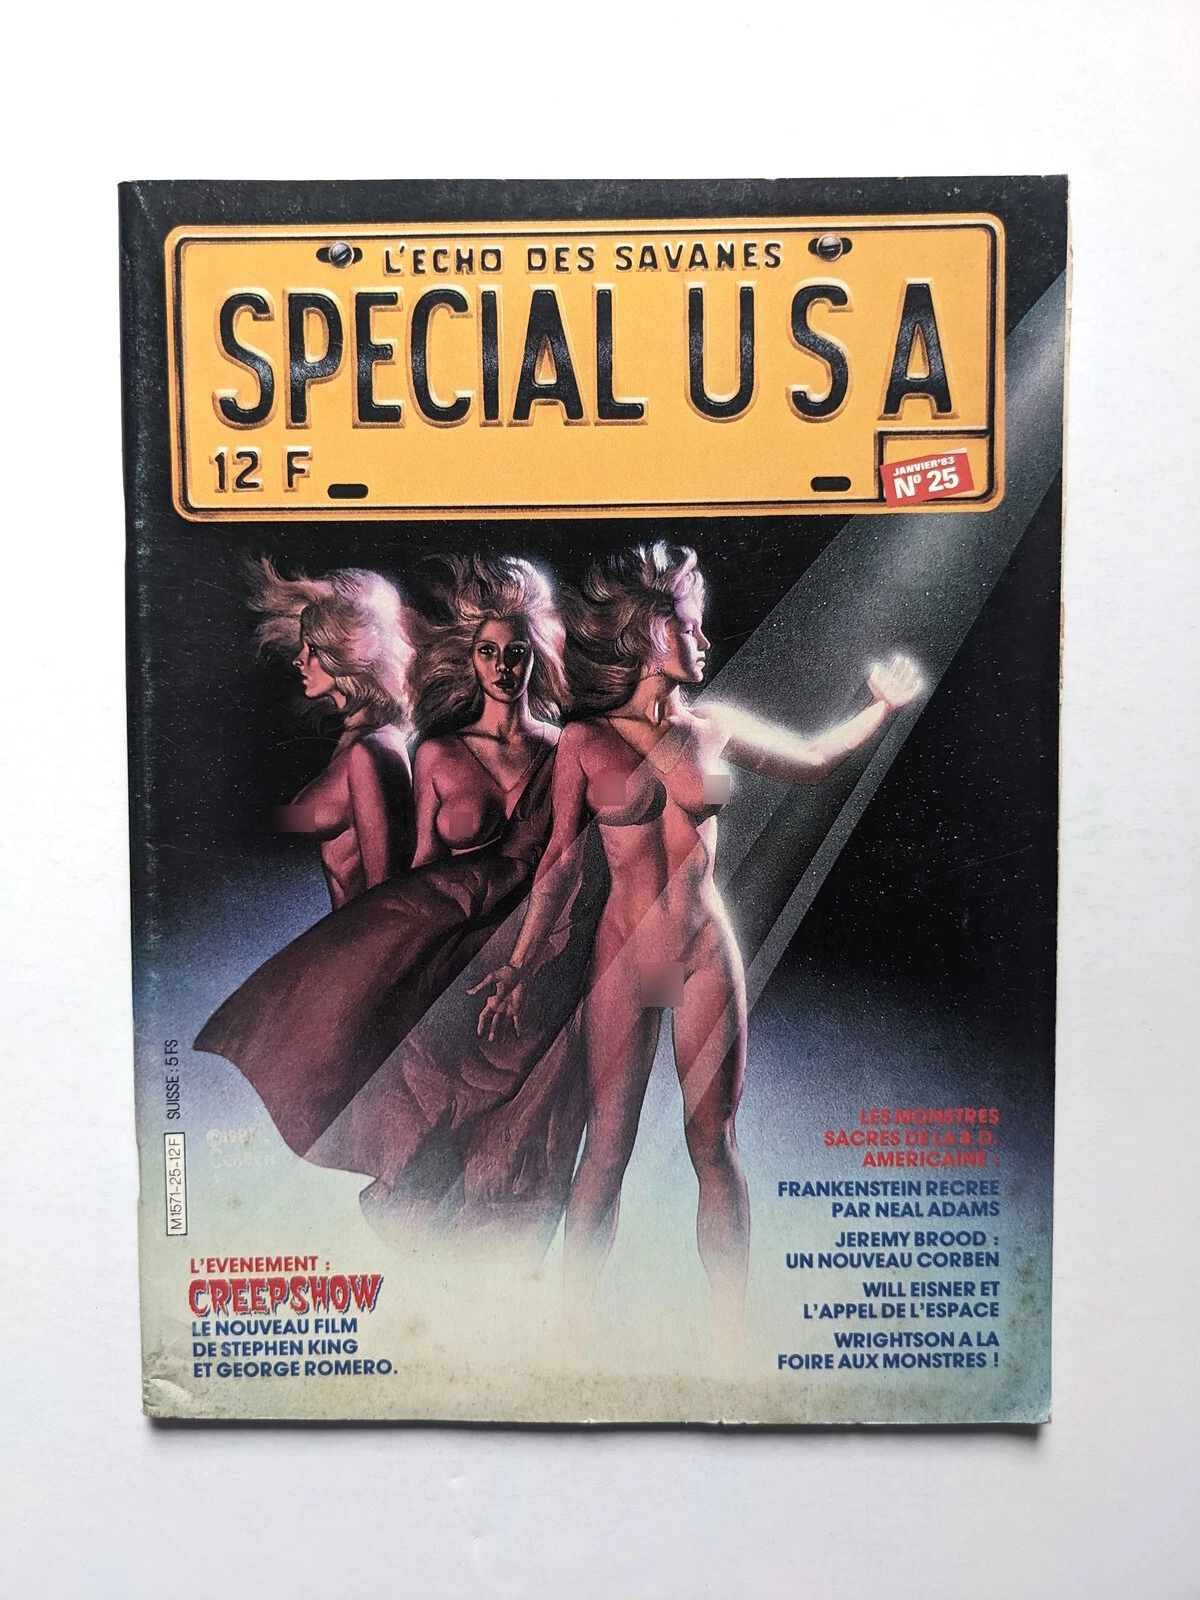 L'ECHO DES SAVANES
SPECIAL USA
12 F
JANVIER'83
Nº 25
SUISSE : 5 FS
M 1571-25-12 F
©1981
L'EVENEMENT :
CREEPSHOW
LE NOUVEAU FILM
DE STEPHEN KING
ET GEORGE ROMERO.
LES MONSTRES
SACRES DE LA B.D.
AMERICAINE :
FRANKENSTEIN RECREE
PAR NEAL ADAMS
JEREMY BROOD :
UN NOUVEAU CORBEN
WILL EISNER ET
L'APPEL DE L'ESPACE
WRIGHTSON A LA
FOIRE AUX MONSTRES !